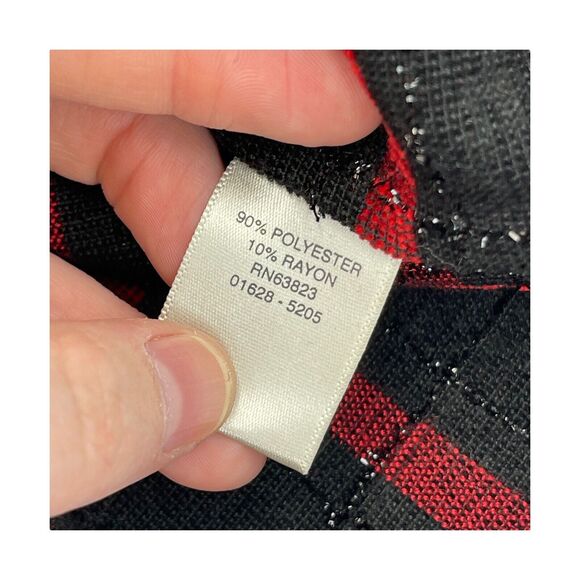 90% POLYESTER
10% RAYON
RN63823
01628 - 5205